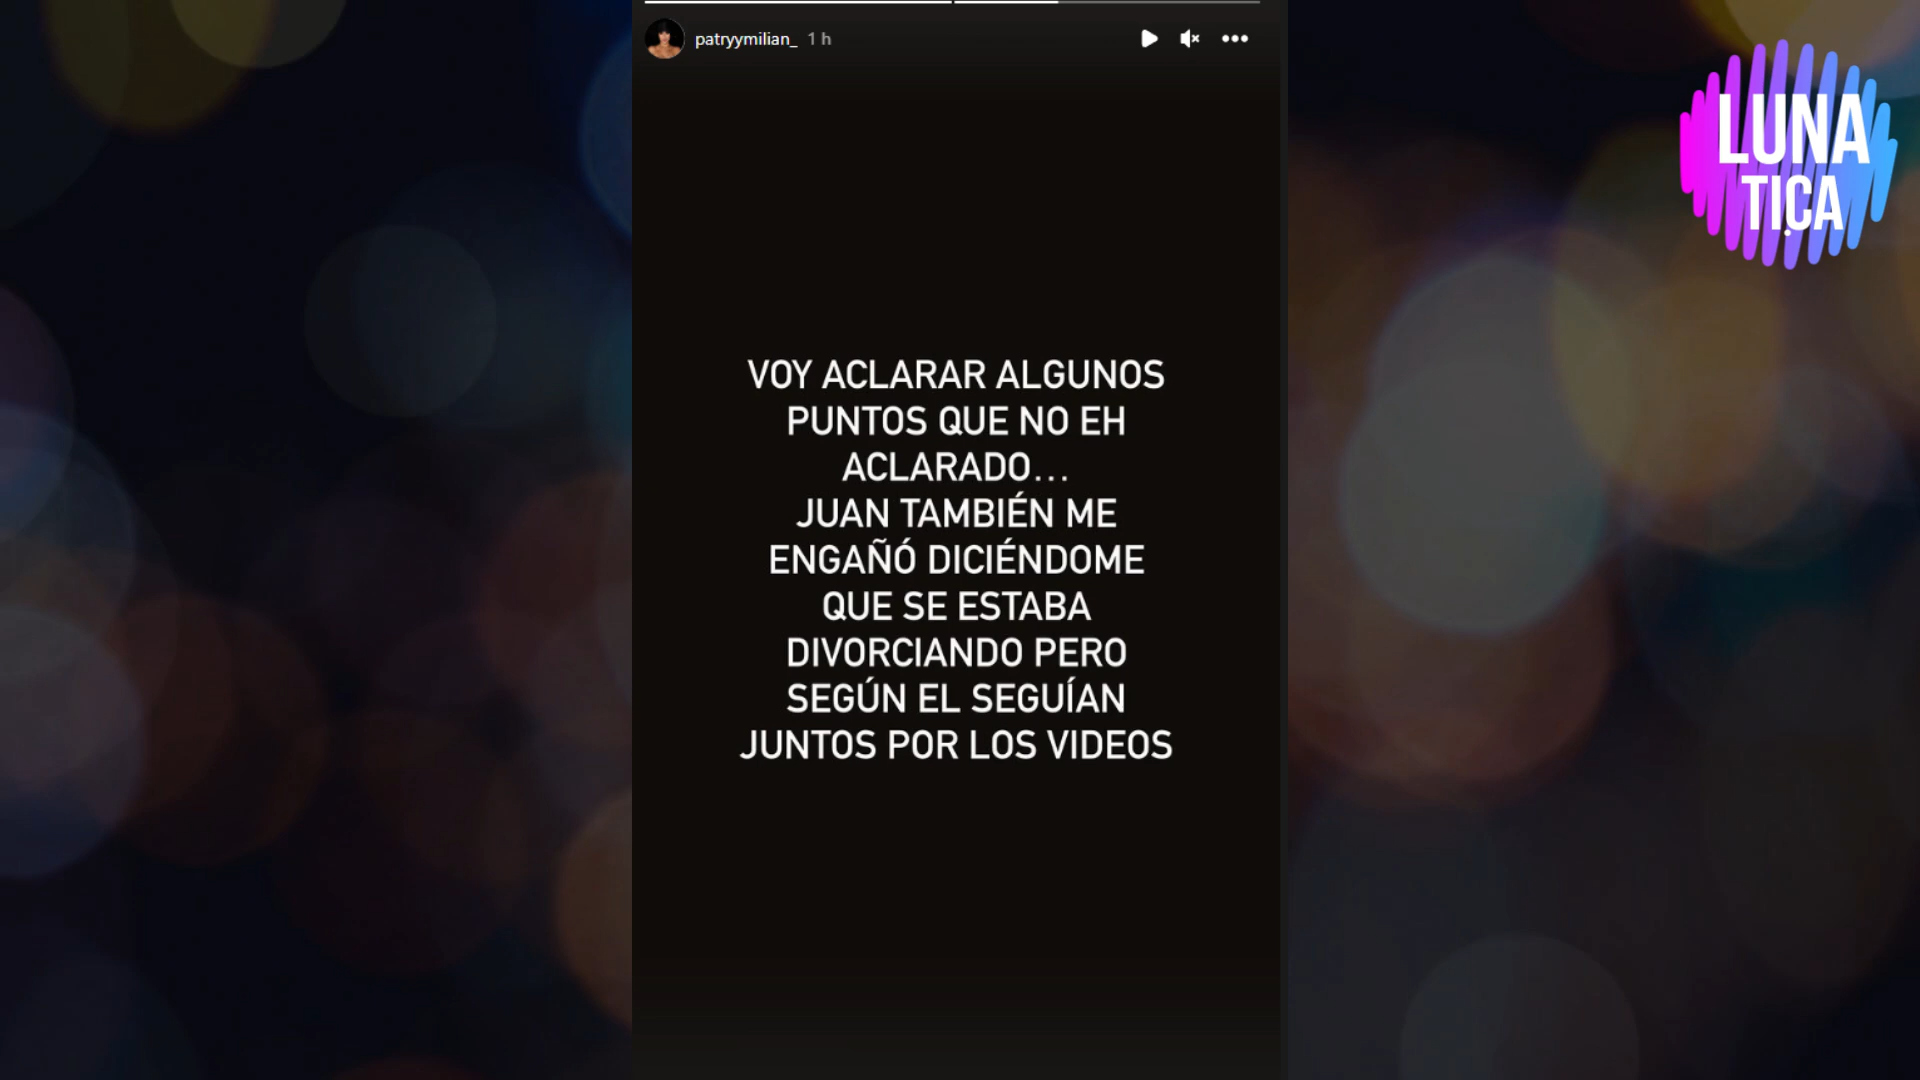 patryymilian_ 1 h
LUNA
TICA
VOY ACLARAR ALGUNOS
PUNTOS QUE NO EH
ACLARADO...
JUAN TAMBIÉN ME
ENGAÑÓ DICIÉNDOME
QUE SE ESTABA
DIVORCIANDO PERO
SEGÚN EL SEGUÍAN
JUNTOS POR LOS VIDEOS